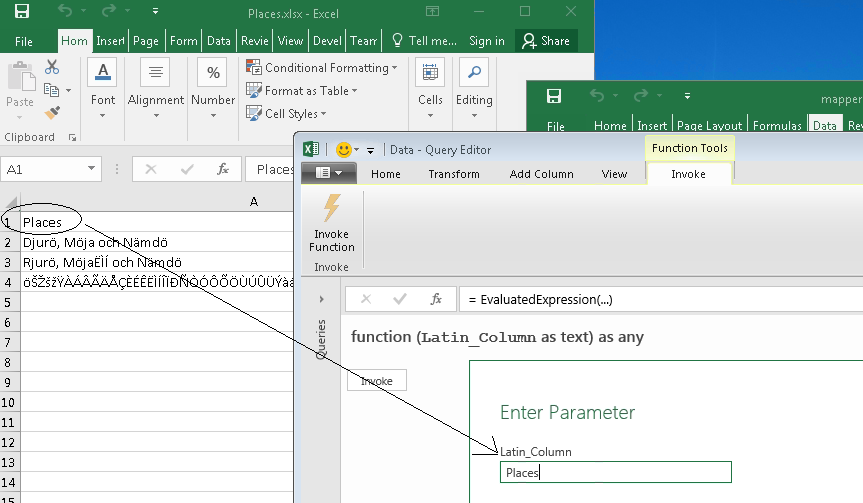 Places.xlsx - Excel
File Hom Insert Page Form Data Revie View Devel Team Tell me... Sign in Share
Paste
Clipboard
Font
Alignment
%
Number
Conditional Formatting
Format as Table
Cell Styles
Cells
Editing
A1
fx
Places
A
1 Places
2 Djurö, Möja och Nämdö
3 Rjurö, MöjaËÌÍ och Nämdö
4
5
6
7
8
9
10
11
12
13
14
15
mapper
File Home Insert Page Layout Formulas Data Rev
Data - Query Editor
Function Tools
Home Transform Add Column View Invoke
Invoke
Function
Invoke
Queries
fx
= EvaluatedExpression(...)
function (Latin_Column as text) as any
Invoke
Enter Parameter
Latin_Column
Places